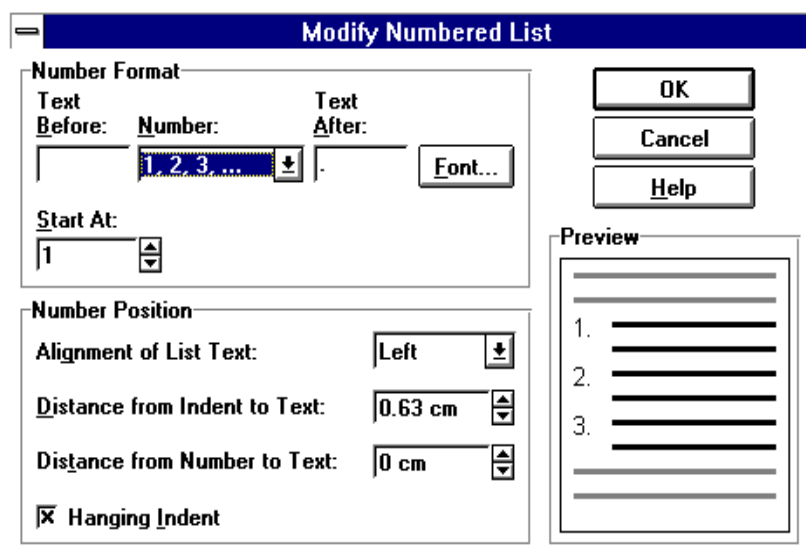 Modify Numbered List
Number Format
Text Before:
Number:
Text After:
1, 2, 3, ...
.
Font...
Start At:
1
Number Position
Alignment of List Text:
Left
Distance from Indent to Text:
0.63 cm
Distance from Number to Text:
0 cm
Hanging Indent
OK
Cancel
Help
Preview
1.
2.
3.